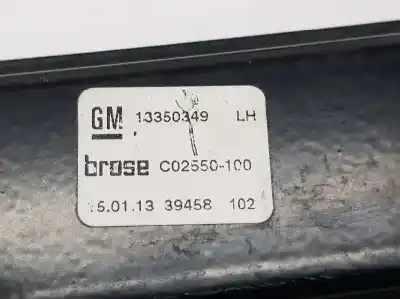 GM 13350349 LH
brose C02550-100
15.01.13 39458 102